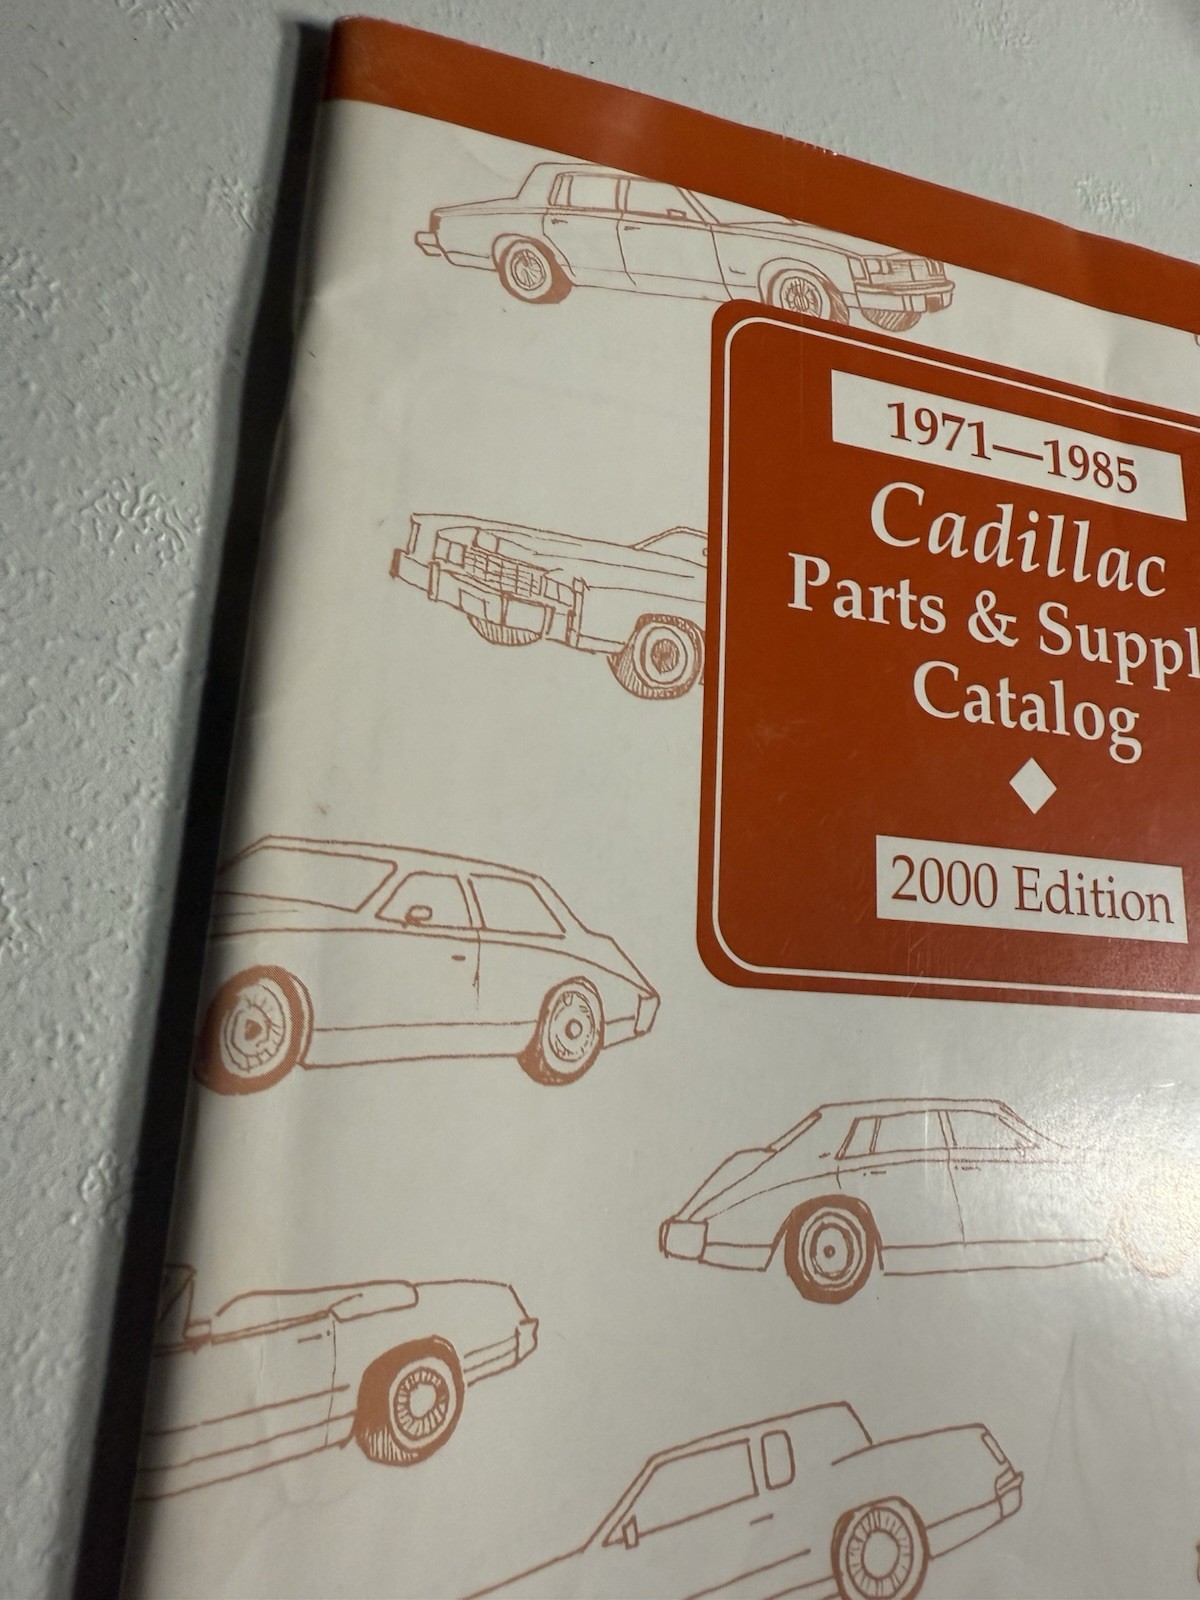 1971—1985
Cadillac
Parts & Suppl
Catalog
2000 Edition